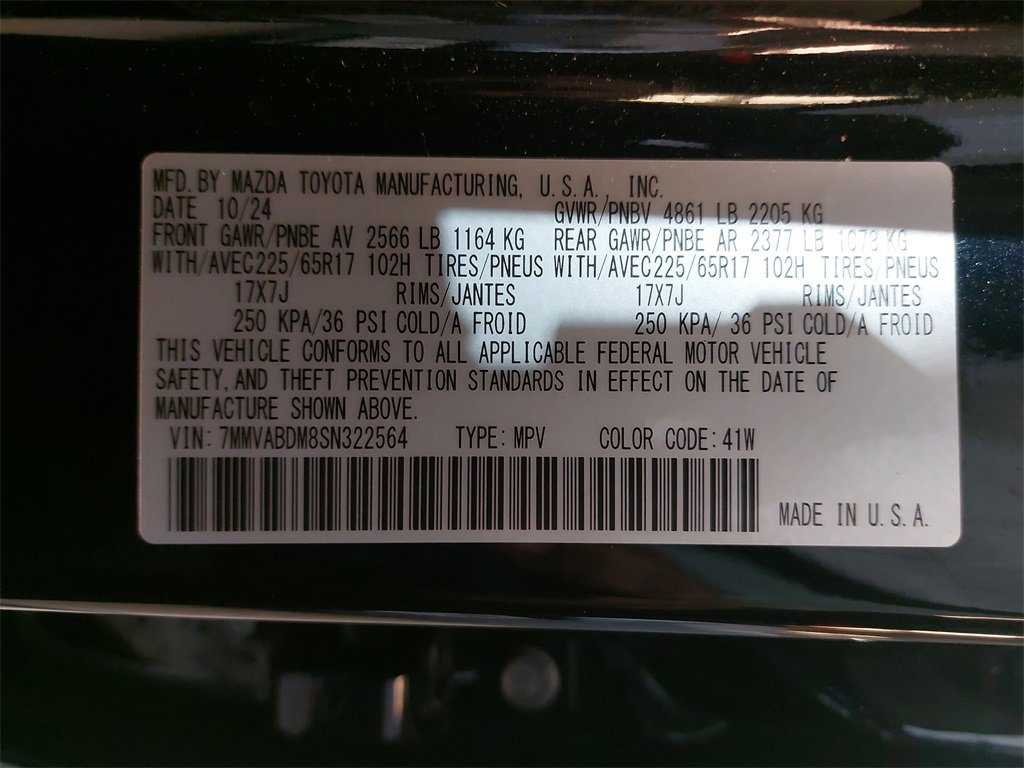 MFD. BY MAZDA TOYOTA MANUFACTURING, U.S.A., INC.
DATE 10/24 GVWR/PNBV 4861 LB 2205 KG
FRONT GAWR/PNBE AV 2566 LB 1164 KG REAR GAWR/PNBE AR 2377 LB 1078 KG
WITH/AVEC225/65R17 102H TIRES/PNEUS WITH/AVEC225/65R17 102H TIRES/PNEUS
17X7J RIMS/JANTES 17X7J RIMS/JANTES
250 KPA/36 PSI COLD/A FROID 250 KPA/ 36 PSI COLD/A FROID
THIS VEHICLE CONFORMS TO ALL APPLICABLE FEDERAL MOTOR VEHICLE
SAFETY, AND THEFT PREVENTION STANDARDS IN EFFECT ON THE DATE OF
MANUFACTURE SHOWN ABOVE.
VIN: 7MMVABDM8SN322564 TYPE: MPV COLOR CODE: 41W
MADE IN U.S.A.